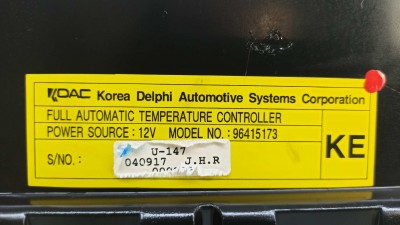 KDAC Korea Delphi Automotive Systems Corporation
FULL AUTOMATIC TEMPERATURE CONTROLLER
POWER SOURCE : 12V MODEL NO. : 96415173
KE
S/NO. :
U-147
040917 J.H.R